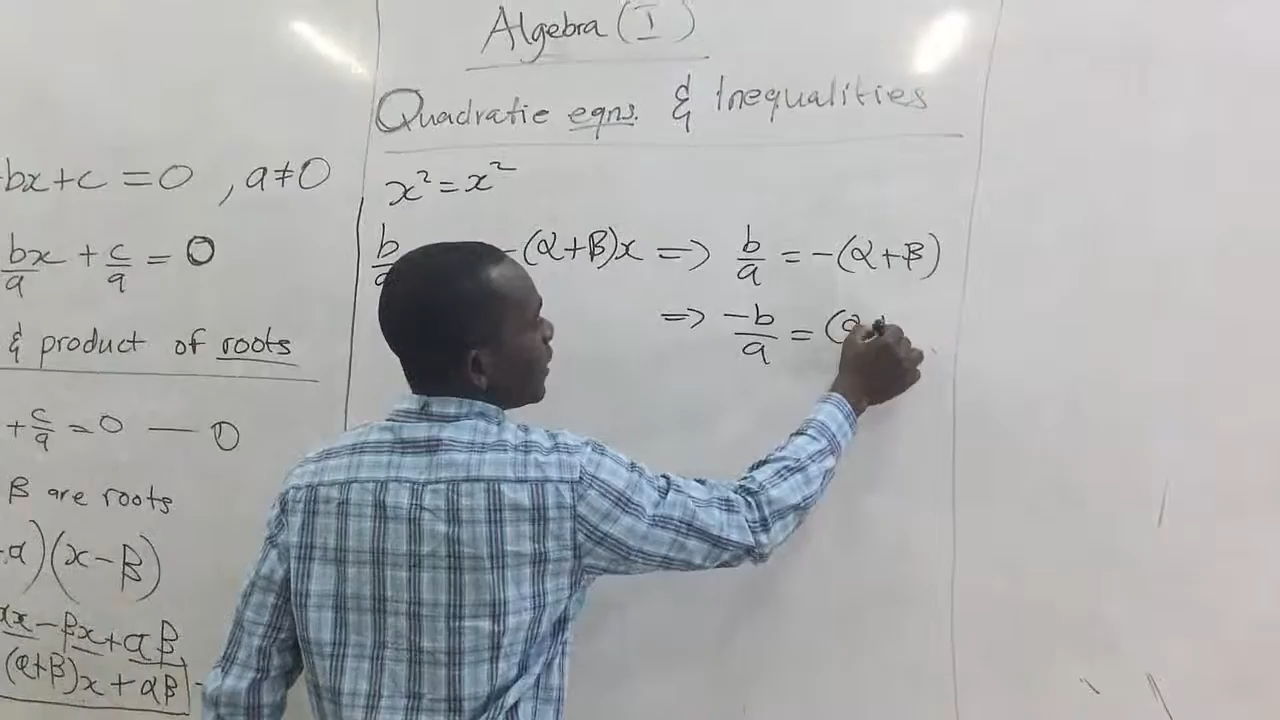 Algebra (I)
Quadratic eqns. & Inequalities
bx + c = 0 , a ≠ 0
bx/a + c/a = 0
& product of roots
+ c/a = 0 — ①
β are roots
α)(x - β)
αx - βx + αβ
(α+β)x + αβ
x² = x²
b/a -(α+β)x => b/a = -(α+β)
=> -b/a = (α